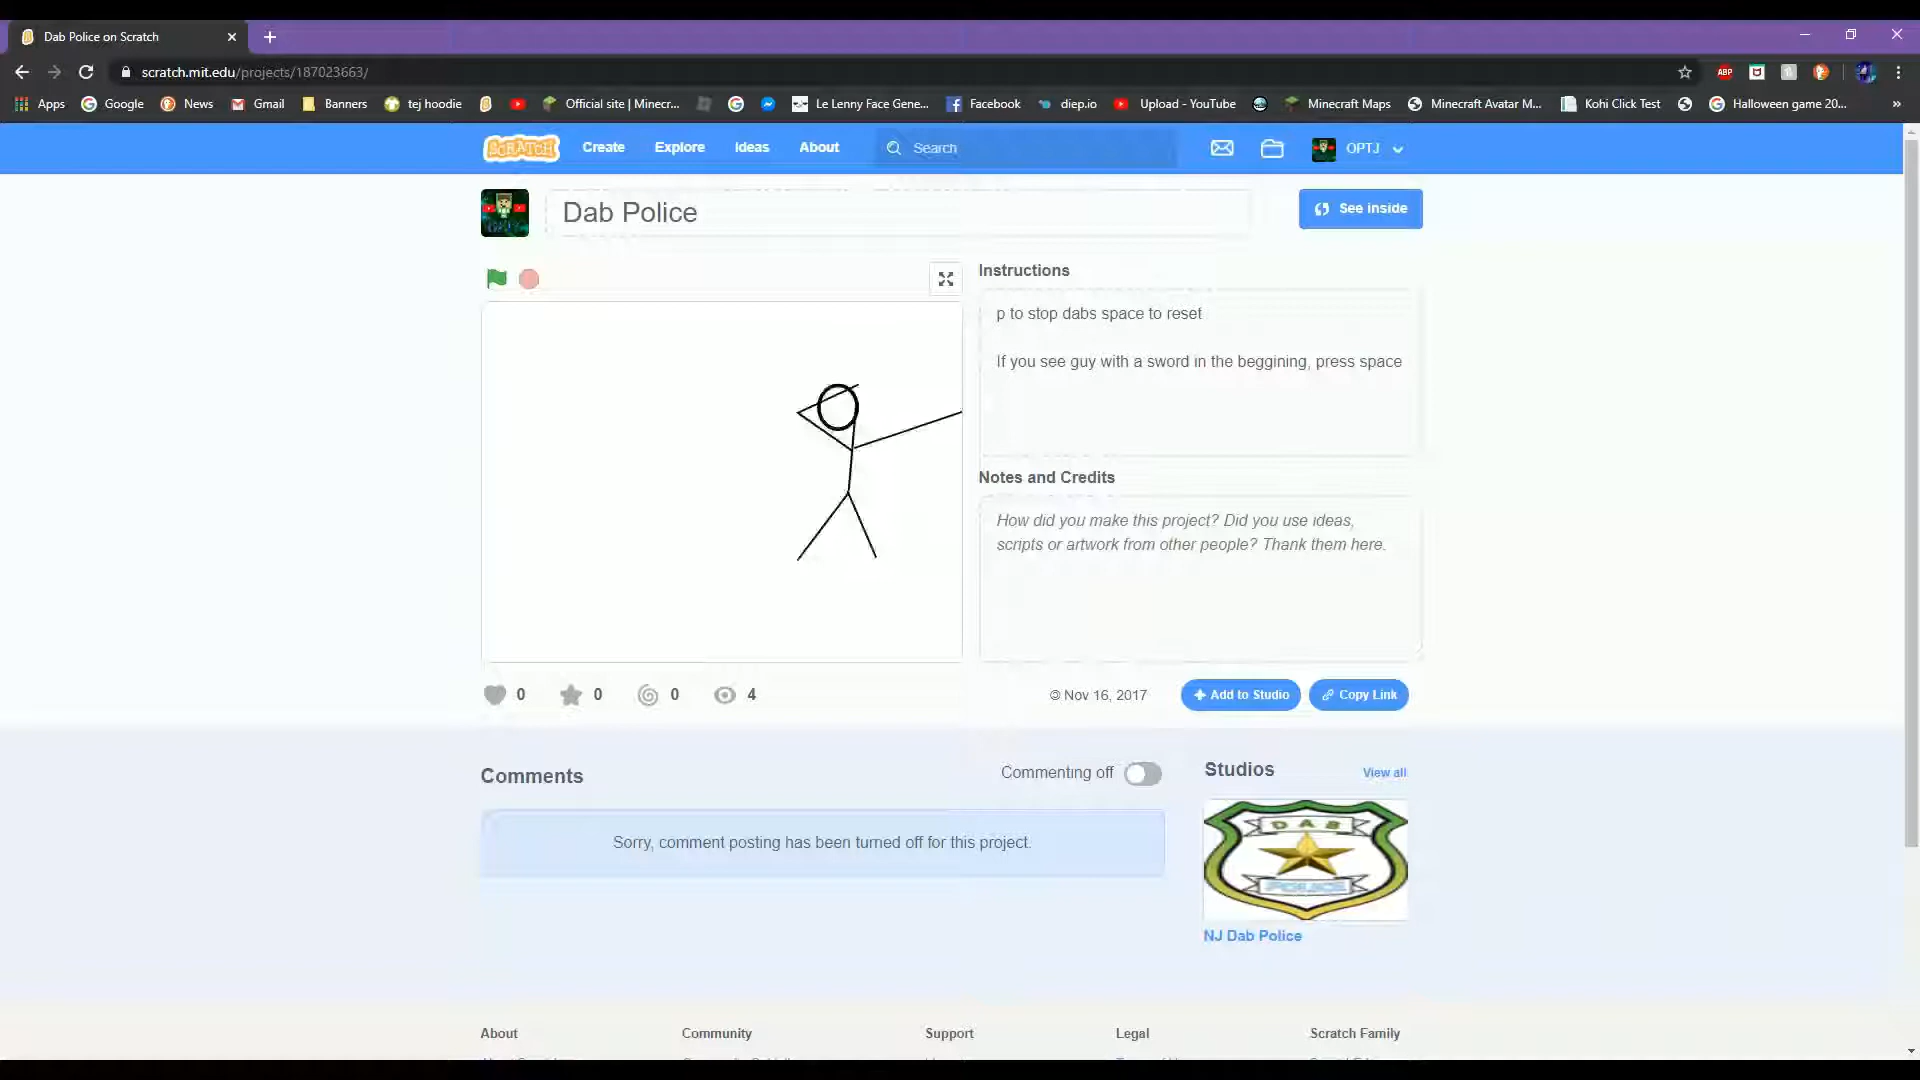 Dab Police on Scratch
scratch.mit.edu/projects/187023663/
ABP
Apps Google News Gmail Banners tej hoodie Official site | Minecr... Le Lenny Face Gene... Facebook diep.io Upload - YouTube Minecraft Maps Minecraft Avatar M... Kohi Click Test Halloween game 20... »
SCRATCH Create Explore Ideas About Search OPTJ
Dab Police
See inside
Instructions
p to stop dabs space to reset
If you see guy with a sword in the beggining, press space
Notes and Credits
How did you make this project? Did you use ideas,
scripts or artwork from other people? Thank them here.
0 0 0 4
© Nov 16, 2017
Add to Studio Copy Link
Comments
Commenting off
Sorry, comment posting has been turned off for this project.
Studios View all
DAB
POLICE
NJ Dab Police
About Community Support Legal Scratch Family